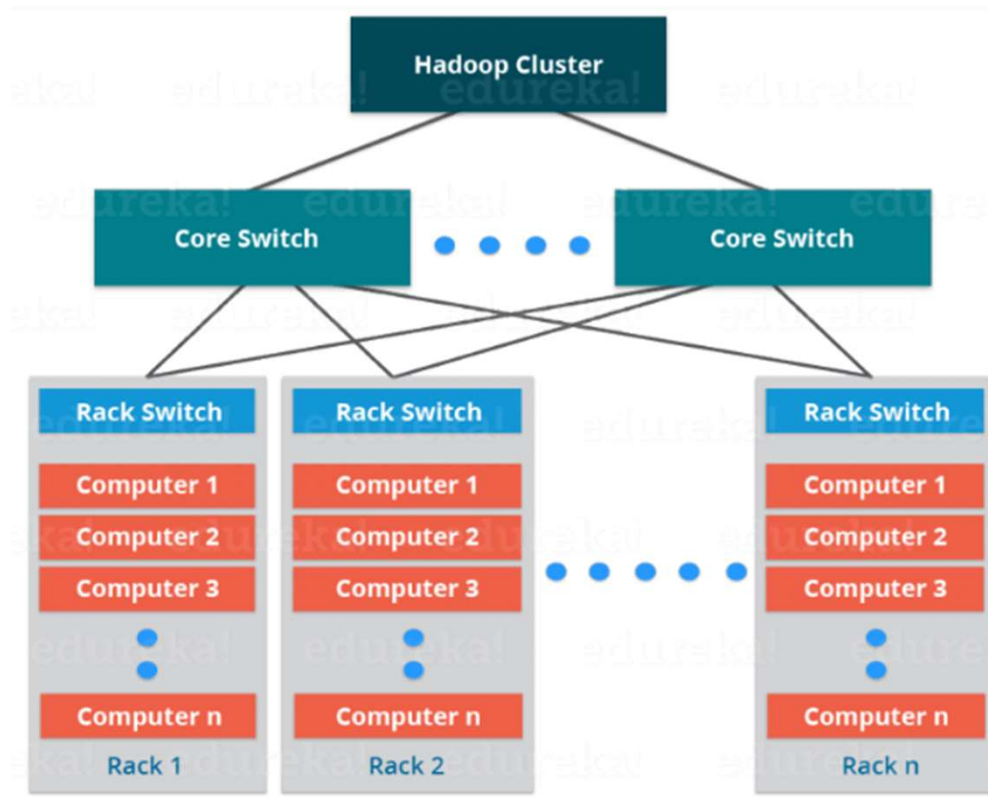 Hadoop Cluster
Core Switch
Core Switch
Rack Switch
Computer 1
Computer 2
Computer 3
Computer n
Rack 1
Rack Switch
Computer 1
Computer 2
Computer 3
Computer n
Rack 2
Rack Switch
Computer 1
Computer 2
Computer 3
Computer n
Rack n
edureka!